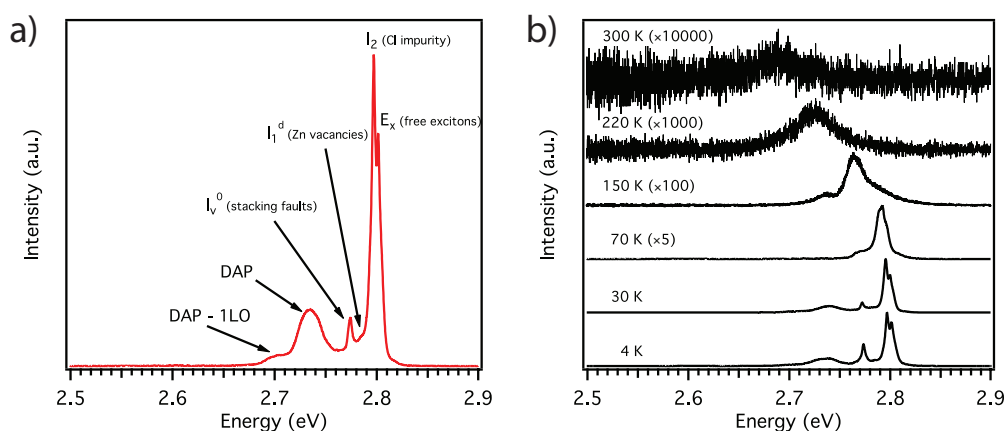 a)
I₂ (Cl impurity)
Eₓ (free excitons)
I₁ᵈ (Zn vacancies)
Iᵥ⁰ (stacking faults)
DAP
DAP - 1LO
Intensity (a.u.)
2.5 2.6 2.7 2.8 2.9
Energy (eV)
b)
300 K (×10000)
220 K (×1000)
150 K (×100)
70 K (×5)
30 K
4 K
Intensity (a.u.)
2.5 2.6 2.7 2.8 2.9
Energy (eV)